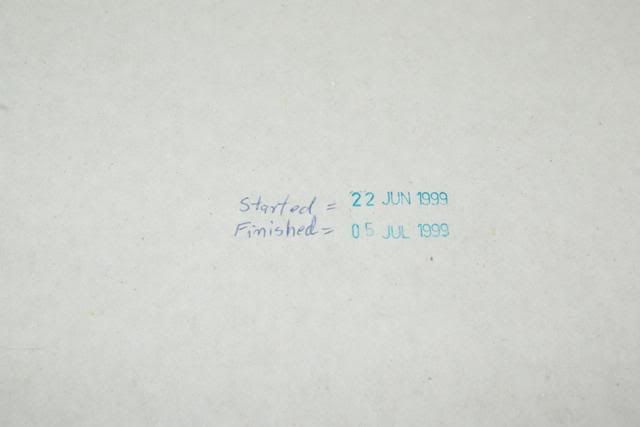 Started = 22 JUN 1999
Finished = 05 JUL 1999